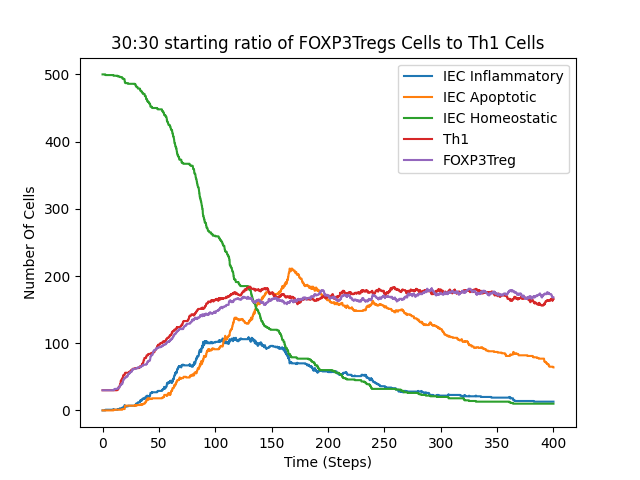 30:30 starting ratio of FOXP3Tregs Cells to Th1 Cells
IEC Inflammatory
IEC Apoptotic
IEC Homeostatic
Th1
FOXP3Treg
Number Of Cells
500
400
300
200
100
0
0 50 100 150 200 250 300 350 400
Time (Steps)